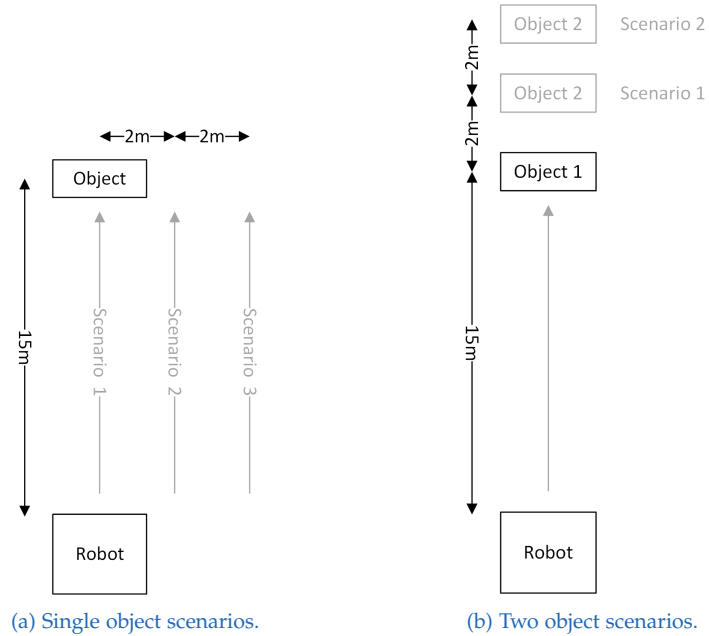 2m 2m
Object
15m
Scenario 1
Scenario 2
Scenario 3
Robot
(a) Single object scenarios.
Object 2 Scenario 2
2m
Object 2 Scenario 1
2m
Object 1
15m
Robot
(b) Two object scenarios.